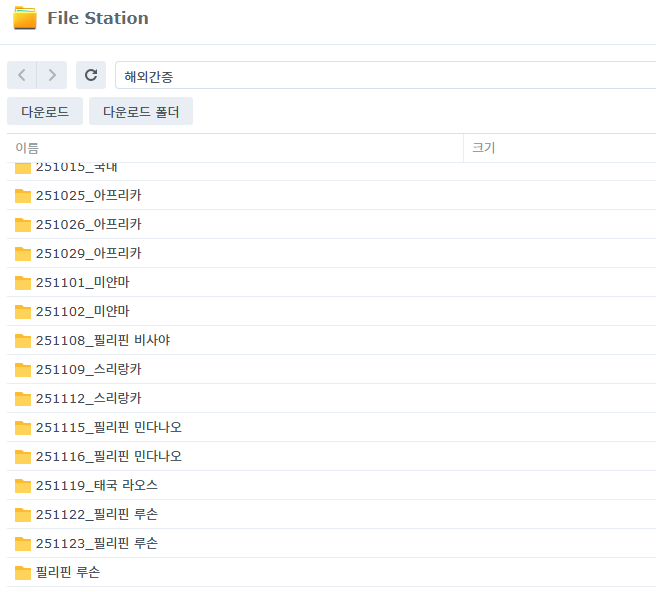 File Station
해외간증
다운로드 다운로드 폴더
이름 크기
251015_국내
251025_아프리카
251026_아프리카
251029_아프리카
251101_미얀마
251102_미얀마
251108_필리핀 비사야
251109_스리랑카
251112_스리랑카
251115_필리핀 민다나오
251116_필리핀 민다나오
251119_태국 라오스
251122_필리핀 루손
251123_필리핀 루손
필리핀 루손